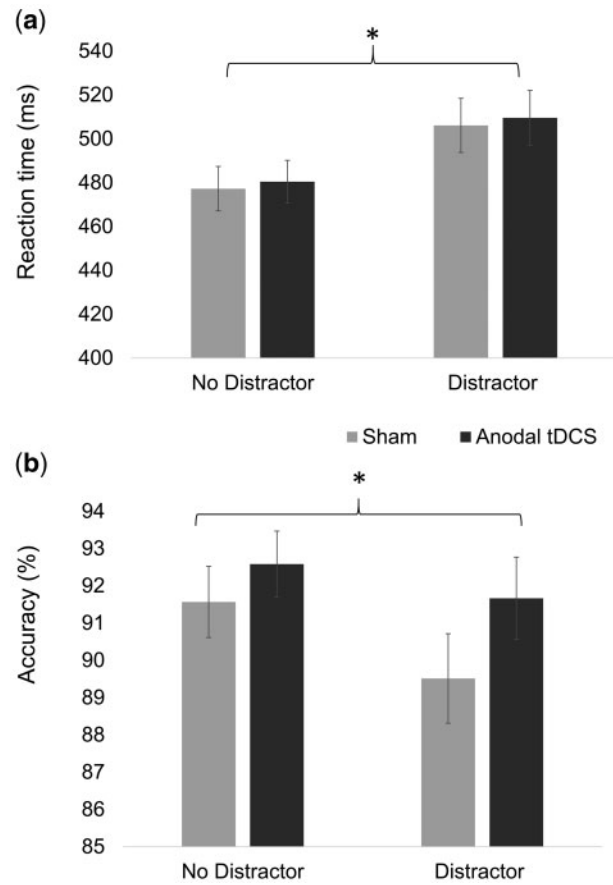 (a)
*
540
520
500
480
460
440
420
400
Reaction time (ms)
No Distractor Distractor
Sham Anodal tDCS
(b)
*
94
93
92
91
90
89
88
87
86
85
Accuracy (%)
No Distractor Distractor